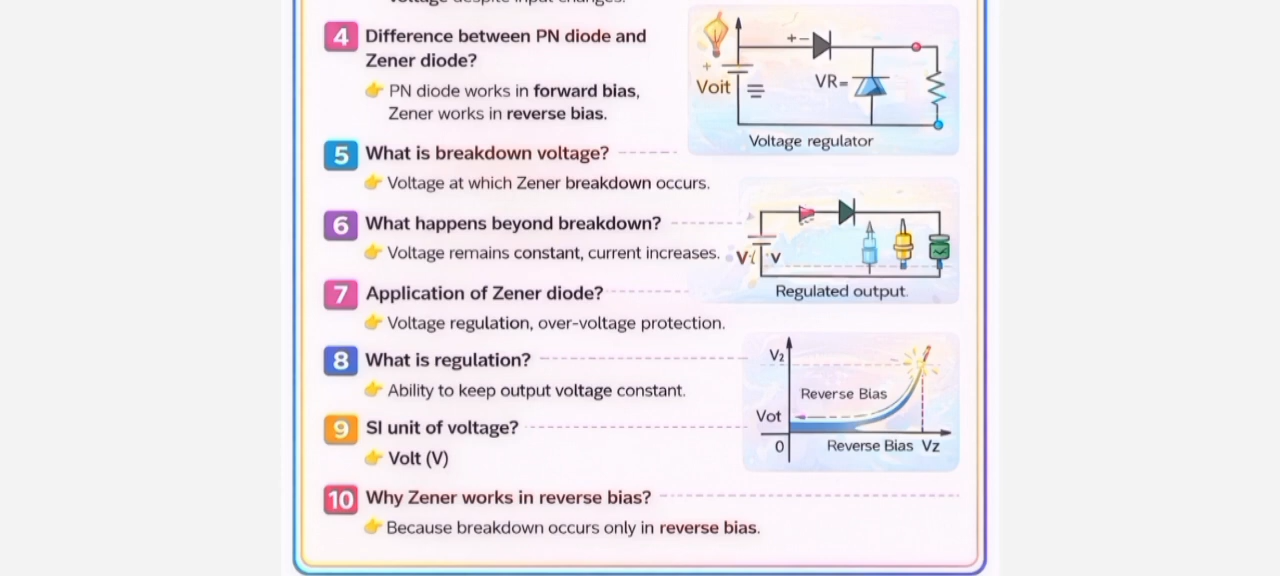 voltage despite input changes.
4 Difference between PN diode and
Zener diode?
👉 PN diode works in forward bias,
Zener works in reverse bias.
5 What is breakdown voltage?
👉 Voltage at which Zener breakdown occurs.
6 What happens beyond breakdown?
👉 Voltage remains constant, current increases.
7 Application of Zener diode?
👉 Voltage regulation, over-voltage protection.
8 What is regulation?
👉 Ability to keep output voltage constant.
9 SI unit of voltage?
👉 Volt (V)
10 Why Zener works in reverse bias?
👉 Because breakdown occurs only in reverse bias.
+ −
+
Voit
VR=
Voltage regulator
V
v
Regulated output.
V₂
Reverse Bias
Vot
0
Reverse Bias Vz